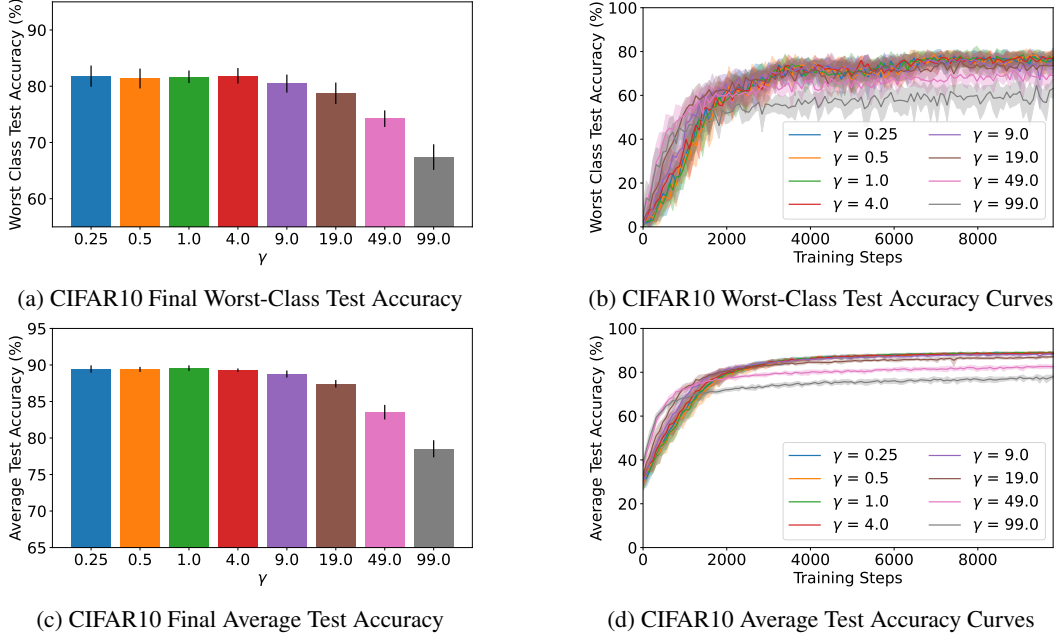 Worst Class Test Accuracy (%)
90
80
70
60
0.25 0.5 1.0 4.0 9.0 19.0 49.0 99.0
γ
(a) CIFAR10 Final Worst-Class Test Accuracy
Worst Class Test Accuracy (%)
100
80
60
40
20
0
γ = 0.25 γ = 9.0
γ = 0.5 γ = 19.0
γ = 1.0 γ = 49.0
γ = 4.0 γ = 99.0
0 2000 4000 6000 8000
Training Steps
(b) CIFAR10 Worst-Class Test Accuracy Curves
Average Test Accuracy (%)
95
90
85
80
75
70
65
0.25 0.5 1.0 4.0 9.0 19.0 49.0 99.0
γ
(c) CIFAR10 Final Average Test Accuracy
Average Test Accuracy (%)
100
80
60
40
20
0
γ = 0.25 γ = 9.0
γ = 0.5 γ = 19.0
γ = 1.0 γ = 49.0
γ = 4.0 γ = 99.0
0 2000 4000 6000 8000
Training Steps
(d) CIFAR10 Average Test Accuracy Curves